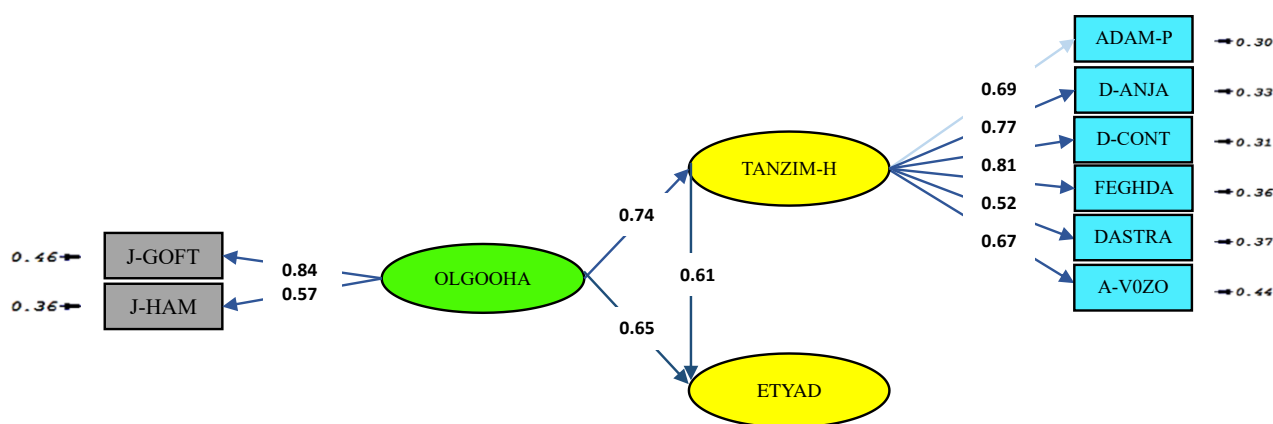 ADAM-P
0.30
0.69
D-ANJA
0.33
0.77
D-CONT
0.31
TANZIM-H
0.81
FEGHDA
0.36
0.52
0.74
DASTRA
0.37
0.67
0.46
J-GOFT
0.84
OLGOOHA
0.61
A-V0ZO
0.44
0.36
J-HAM
0.57
0.65
ETYAD